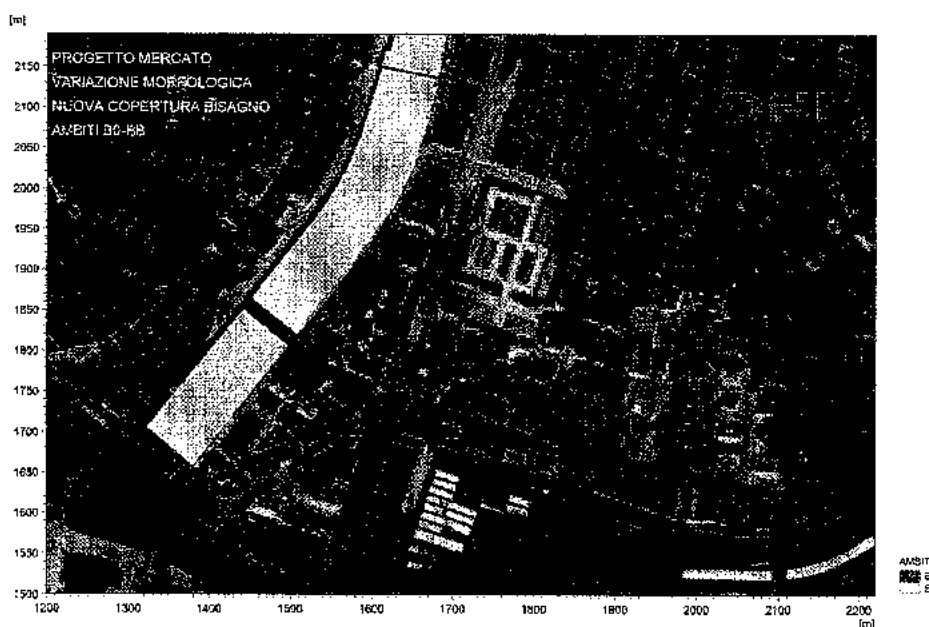 [m]
PROGETTO MERCATO
VARIAZIONE MORFOLOGICA
NUOVA COPERTURA BISAGNO
2150
2100
2050
2000
1950
1900
1850
1800
1750
1700
1650
1600
1550
1500
1200 1300 1400 1500 1600 1700 1800 1900 2000 2100 2200
[m]
AMBIT